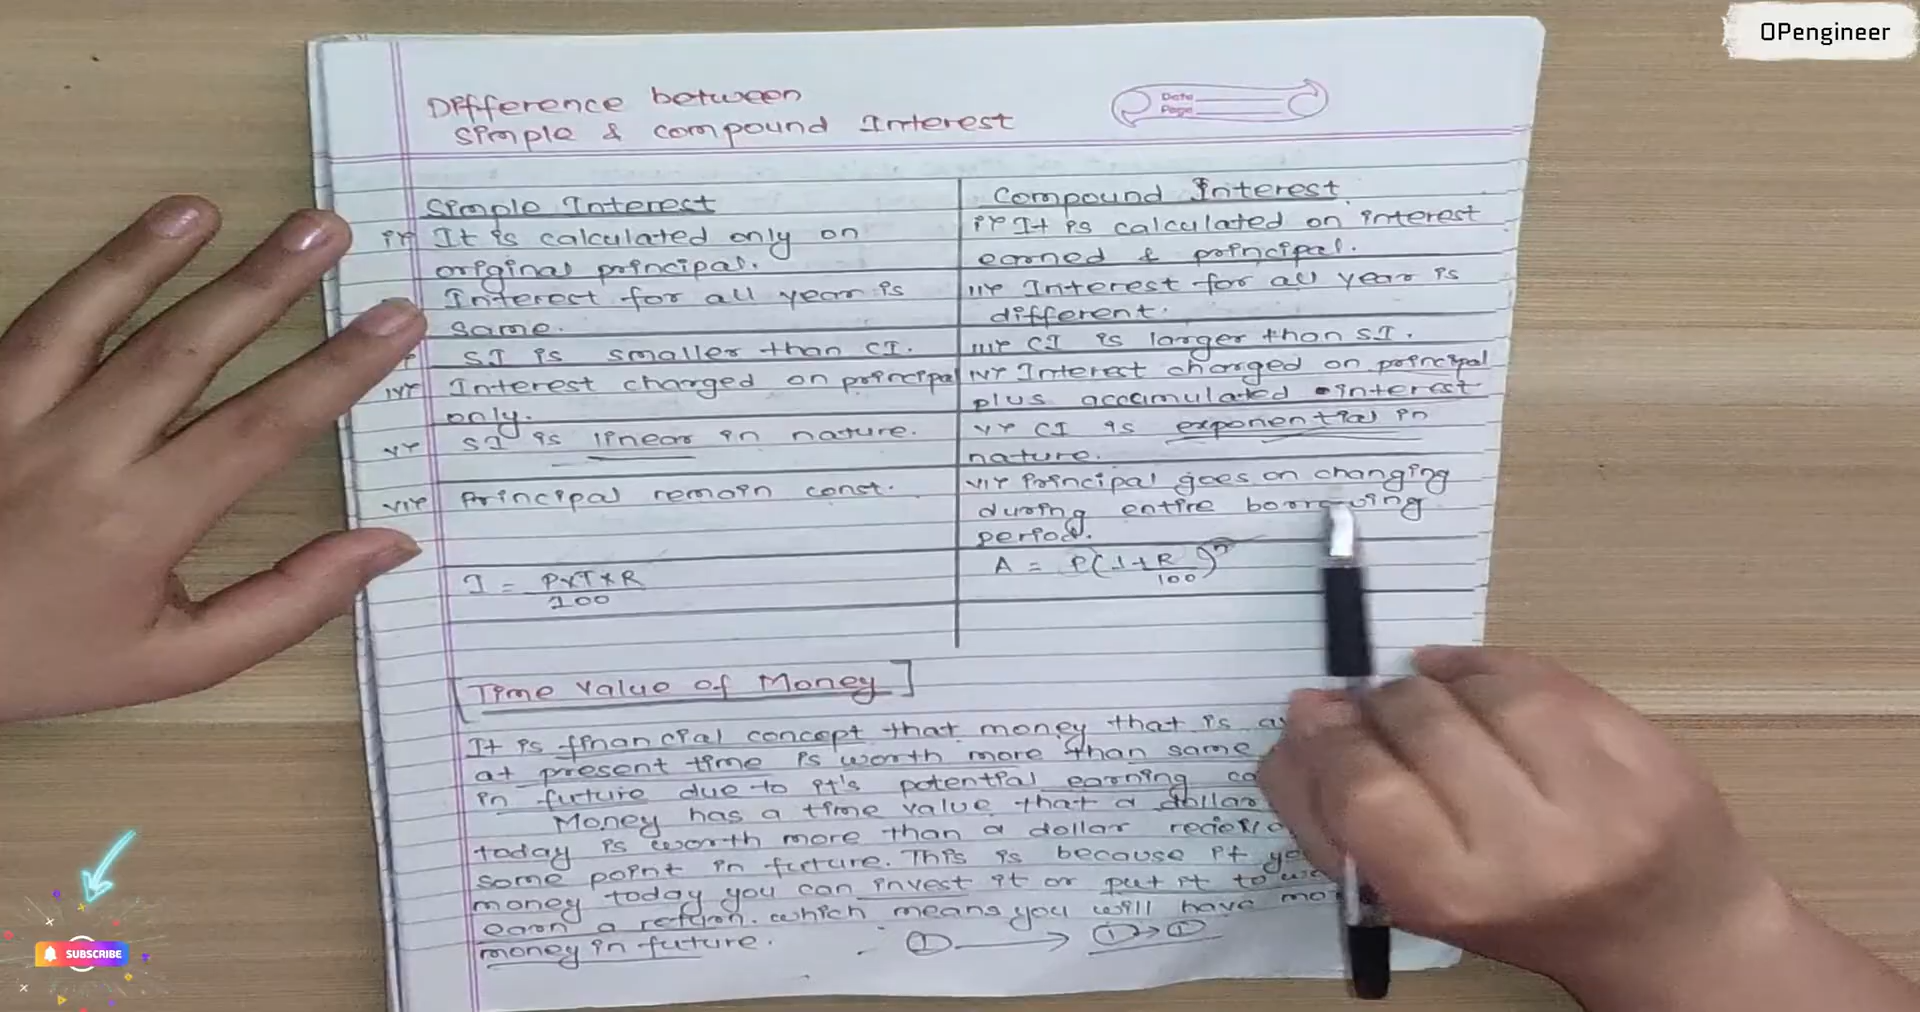 OPengineer
Difference between
Simple & compound Interest
Date
Page
Simple Interest
i) It is calculated only on
original principal.
Interest for all year is
same.
SI is smaller than CI.
iv) Interest charged on principal
only.
v) SI is linear in nature.
vi) Principal remain const.
I = PxTxR
100
Compound Interest
i) It is calculated on interest
earned & principal.
ii) Interest for all year is
different.
iii) CI is larger than SI.
iv) Interest charged on principal
plus accumulated interest
v) CI is exponential in
nature.
vi) Principal goes on changing
during entire borrowing
period.
A = P(1+R/100)^n
Time Value of Money
It is financial concept that money that is
at present time is worth more than same
in future due to it's potential earning
Money has a time value that a dollar
today is worth more than a dollar
some point in future. This is because if
money today you can invest it or put it to
earn a return. which means you will have
money in future.
1 → 1 > 1
SUBSCRIBE